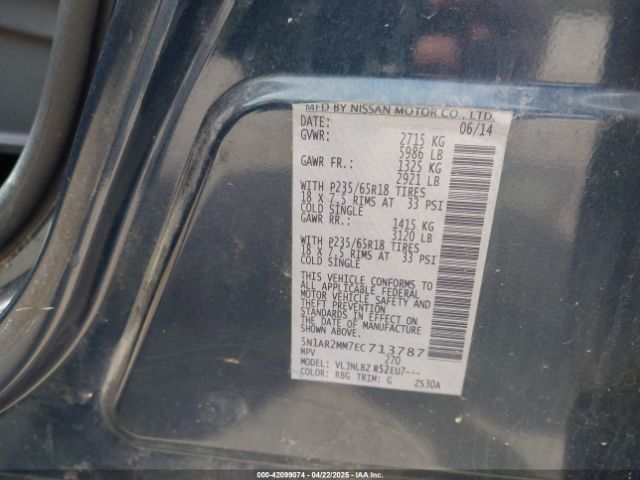 MFD BY NISSAN MOTOR CO., LTD.
DATE: 06/14
GVWR: 2715 KG
5986 LB
GAWR FR.: 1325 KG
2921 LB
WITH P235/65R18 TIRES
18 X 7.5 RIMS AT 33 PSI
COLD SINGLE
GAWR RR.: 1415 KG
3120 LB
WITH P235/65R18 TIRES
18 X 7.5 RIMS AT 33 PSI
COLD SINGLE
THIS VEHICLE CONFORMS TO
ALL APPLICABLE FEDERAL
MOTOR VEHICLE SAFETY AND
THEFT PREVENTION
STANDARDS IN EFFECT ON
THE DATE OF MANUFACTURE
SHOWN ABOVE.
5N1AR2MM7EC713787
MPV 270
MODEL: VLJNLBZ R52EU7---
COLOR: RBG TRIM: G 2S30A
000-42099074 - 04/22/2025 - IAA Inc.